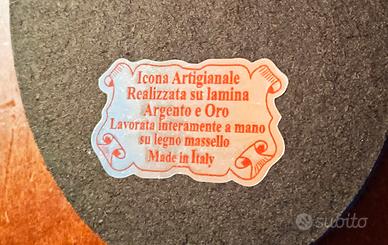 Icona Artigianale
Realizzata su lamina
Argento e Oro
Lavorata interamente a mano
su legno massello
Made in Italy
subito